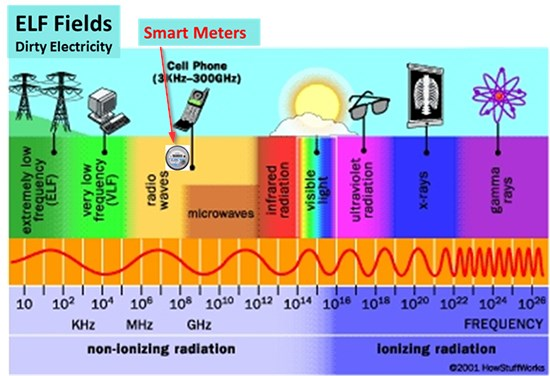 ELF Fields
Dirty Electricity
Smart Meters
Cell Phone
(3KHz-300GHz)
extremely low
frequency (ELF)
very low
frequency
(VLF)
radio
waves
microwaves
infrared
radiation
visible
light
ultraviolet
radiation
x-rays
gamma
rays
10 10² 10⁴ 10⁶ 10⁸ 10¹⁰ 10¹² 10¹⁴ 10¹⁶ 10¹⁸ 10²⁰ 10²² 10²⁴ 10²⁶
KHz MHz GHz FREQUENCY
non-ionizing radiation ionizing radiation
©2001 HowStuffWorks